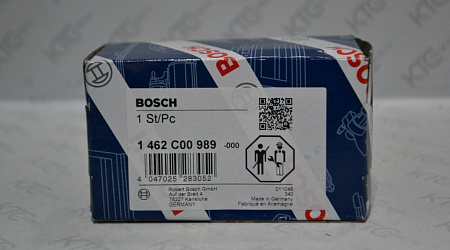 BOSCH
BOSCH
1 St/Pc
1 462 C00 989 -000
4 047025 283052
Robert Bosch GmbH
Auf der Breit 4
76227 Karlsruhe
GERMANY
011048
340
Made in Germany
Fabriqué en Allemagne
BOSCH
KTC